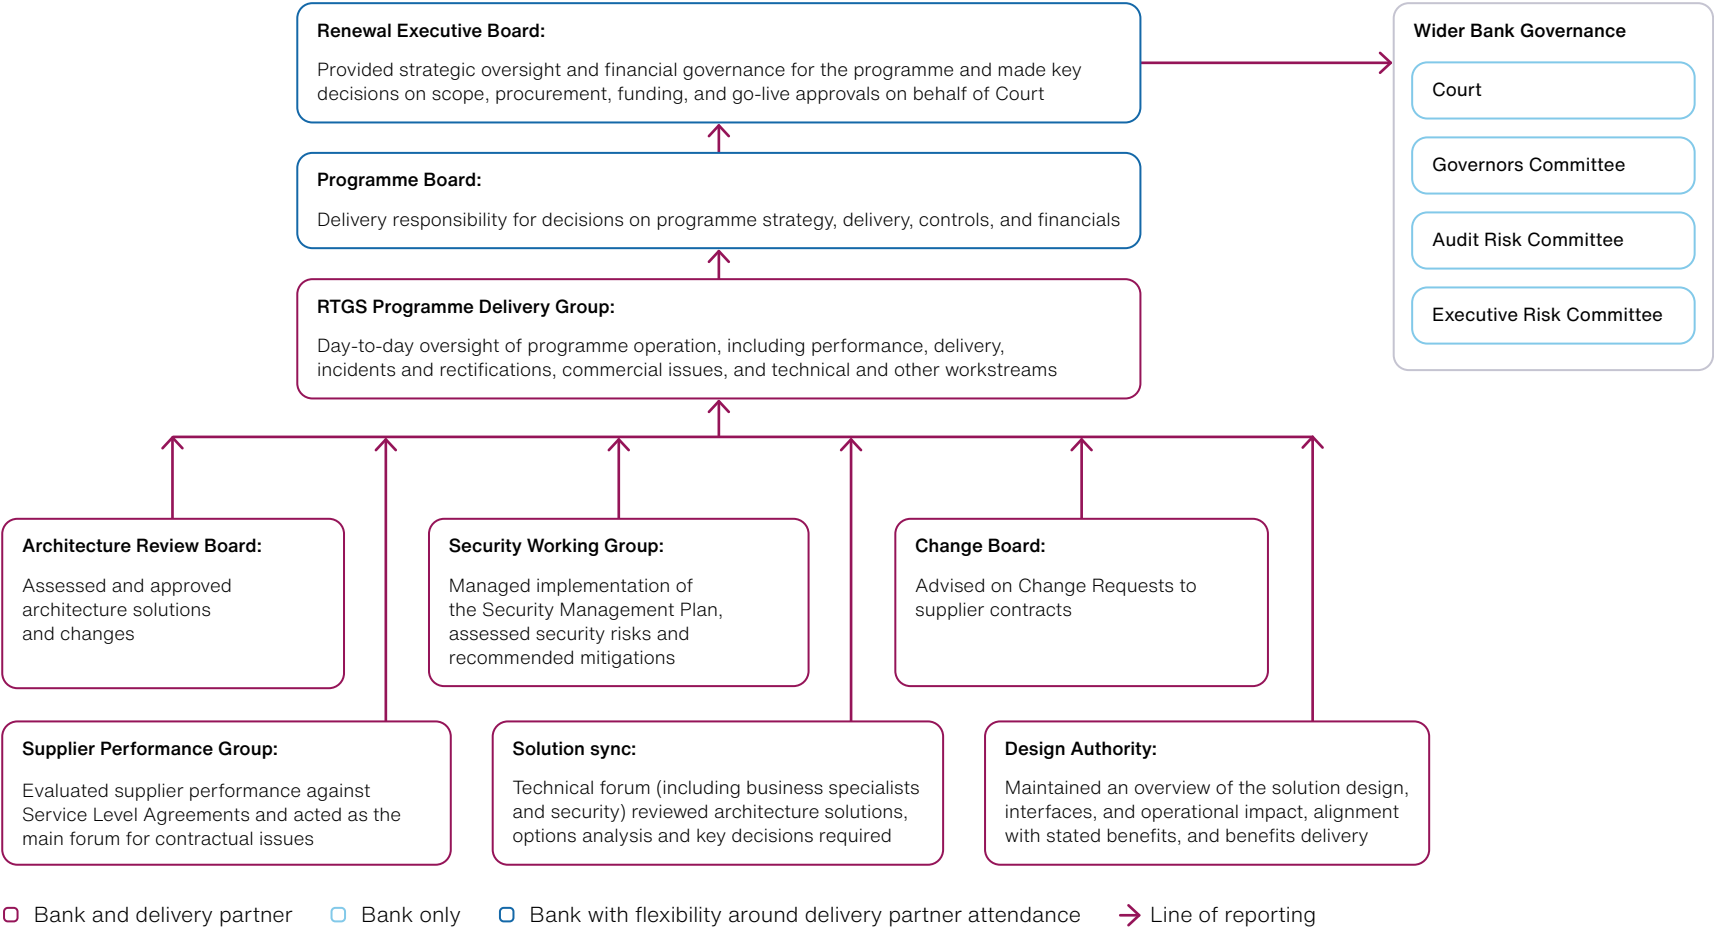 Renewal Executive Board:
Provided strategic oversight and financial governance for the programme and made key
decisions on scope, procurement, funding, and go-live approvals on behalf of Court
Programme Board:
Delivery responsibility for decisions on programme strategy, delivery, controls, and financials
RTGS Programme Delivery Group:
Day-to-day oversight of programme operation, including performance, delivery,
incidents and rectifications, commercial issues, and technical and other workstreams
Wider Bank Governance
Court
Governors Committee
Audit Risk Committee
Executive Risk Committee
Architecture Review Board:
Assessed and approved
architecture solutions
and changes
Security Working Group:
Managed implementation of
the Security Management Plan,
assessed security risks and
recommended mitigations
Change Board:
Advised on Change Requests to
supplier contracts
Supplier Performance Group:
Evaluated supplier performance against
Service Level Agreements and acted as the
main forum for contractual issues
Solution sync:
Technical forum (including business specialists
and security) reviewed architecture solutions,
options analysis and key decisions required
Design Authority:
Maintained an overview of the solution design,
interfaces, and operational impact, alignment
with stated benefits, and benefits delivery
Bank and delivery partner
Bank only
Bank with flexibility around delivery partner attendance
Line of reporting